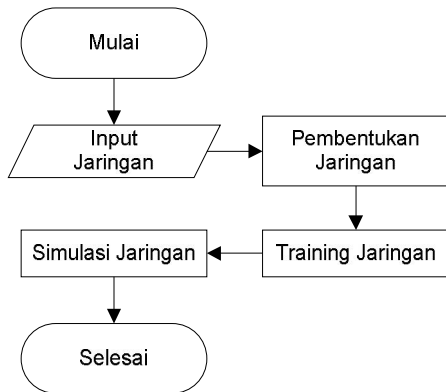 Mulai
Input
Jaringan
Pembentukan
Jaringan
Training Jaringan
Simulasi Jaringan
Selesai